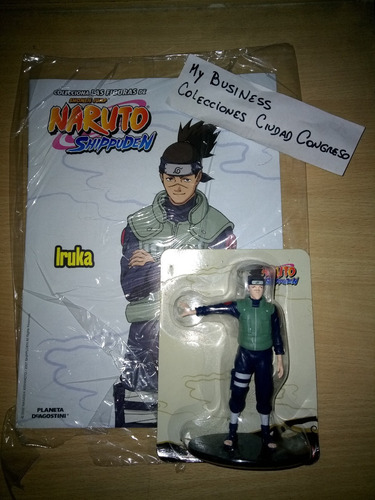 COLECCIONA LAS FIGURAS DE
NARUTO
SHIPPUDEN
My BUSINESS
COLECCIONES CIUDAD CONGRESO
Iruka
NARUTO
SHIPPUDEN
PLANETA
DEAGOSTINI